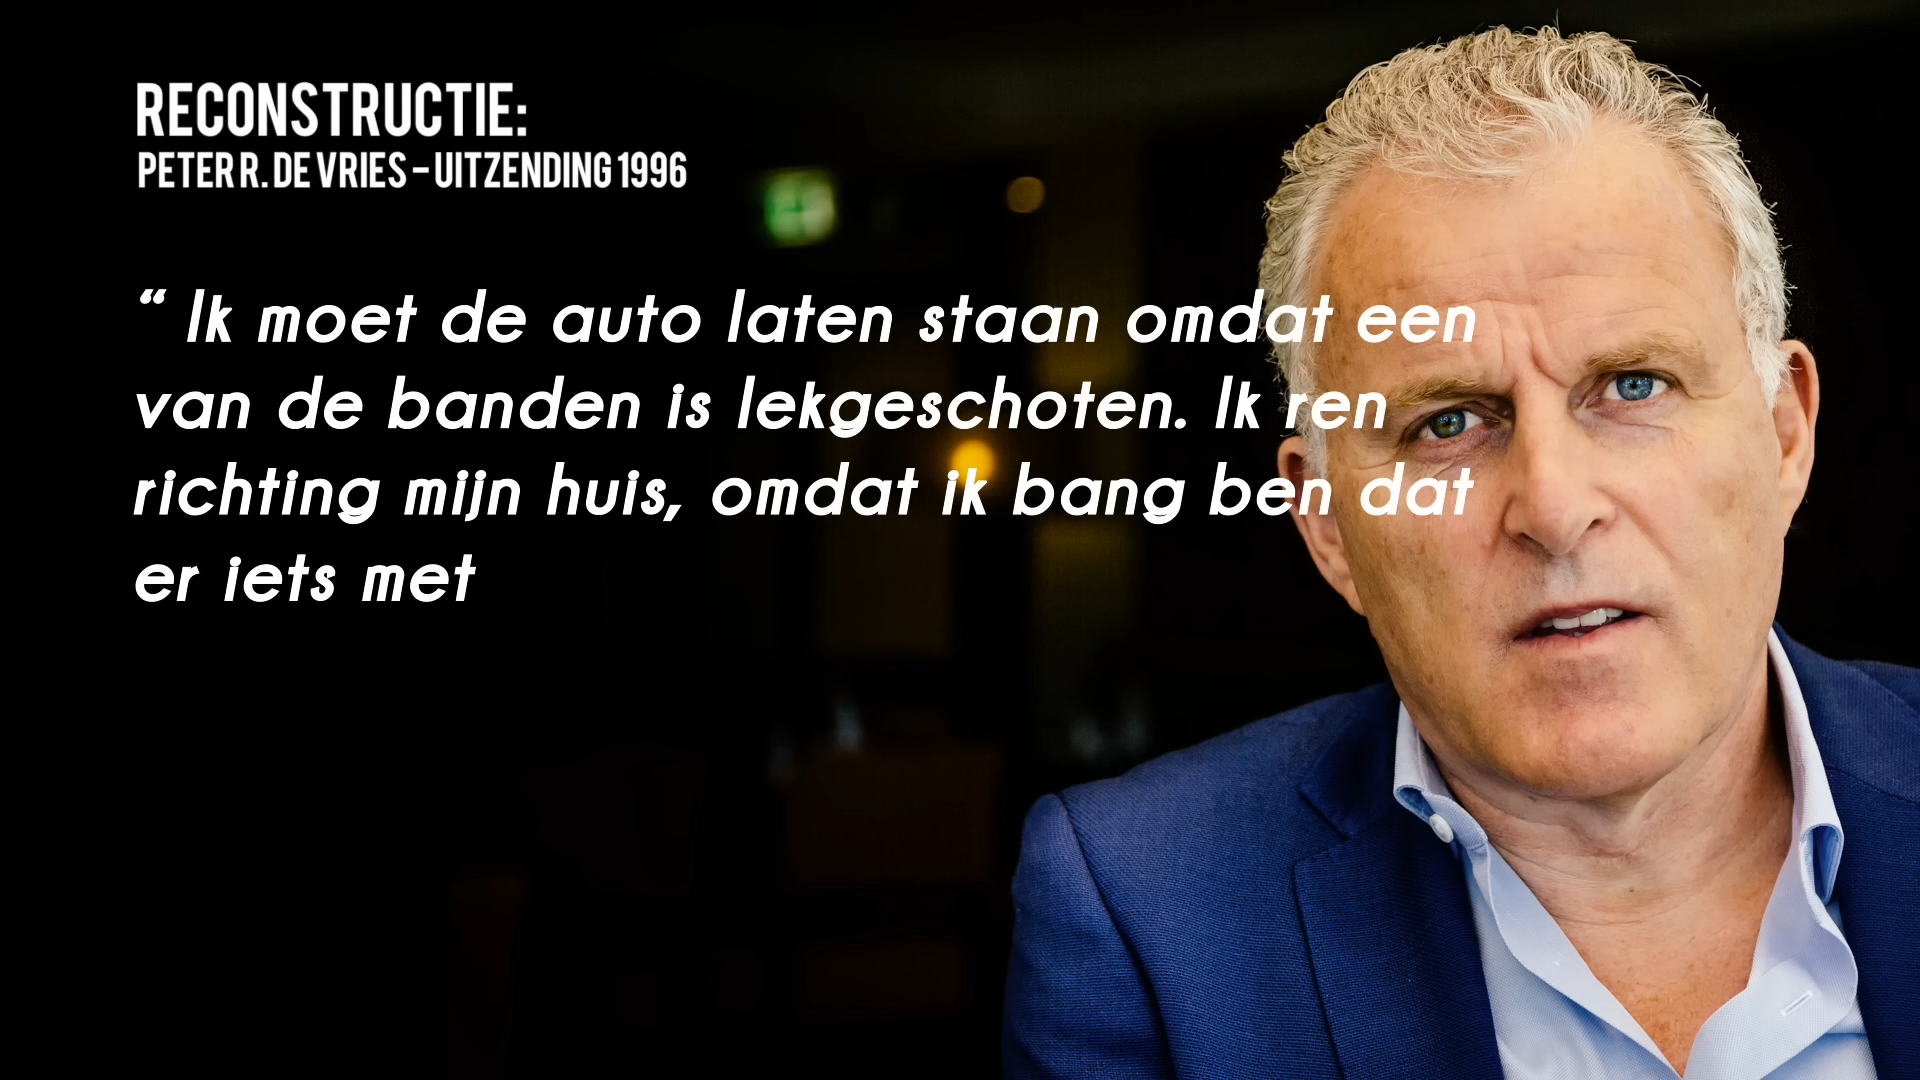 RECONSTRUCTIE:
PETER R. DE VRIES – UITZENDING 1996
“ Ik moet de auto laten staan omdat een
van de banden is lekgeschoten. Ik ren
richting mijn huis, omdat ik bang ben dat
er iets met